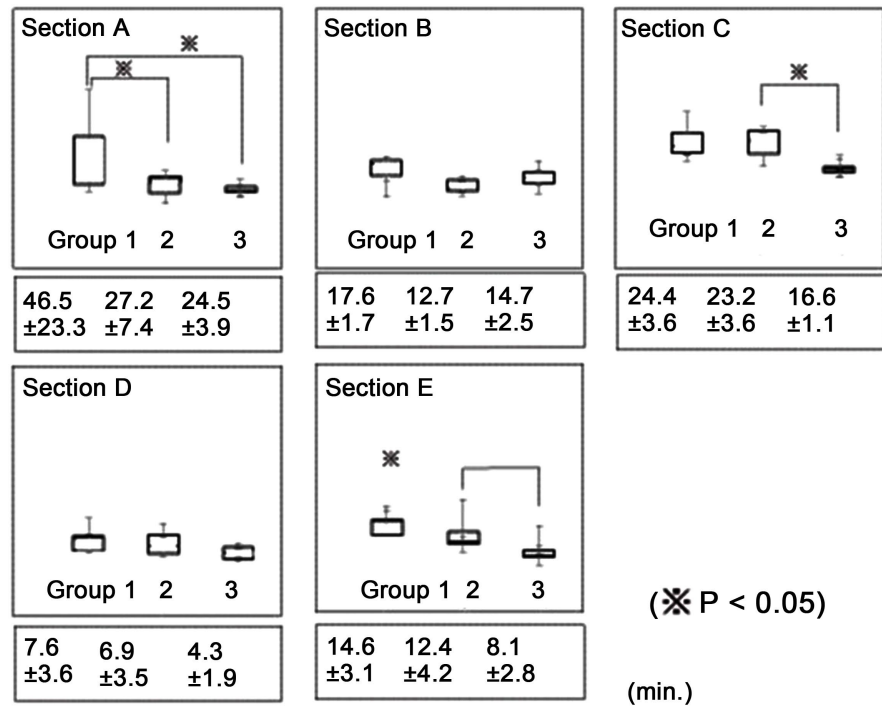 Section A
※
※
Group 1 2 3
46.5 27.2 24.5
±23.3 ±7.4 ±3.9
Section B
Group 1 2 3
17.6 12.7 14.7
±1.7 ±1.5 ±2.5
Section C
※
Group 1 2 3
24.4 23.2 16.6
±3.6 ±3.6 ±1.1
Section D
Group 1 2 3
7.6 6.9 4.3
±3.6 ±3.5 ±1.9
Section E
※
Group 1 2 3
14.6 12.4 8.1
±3.1 ±4.2 ±2.8
(※ P < 0.05)
(min.)